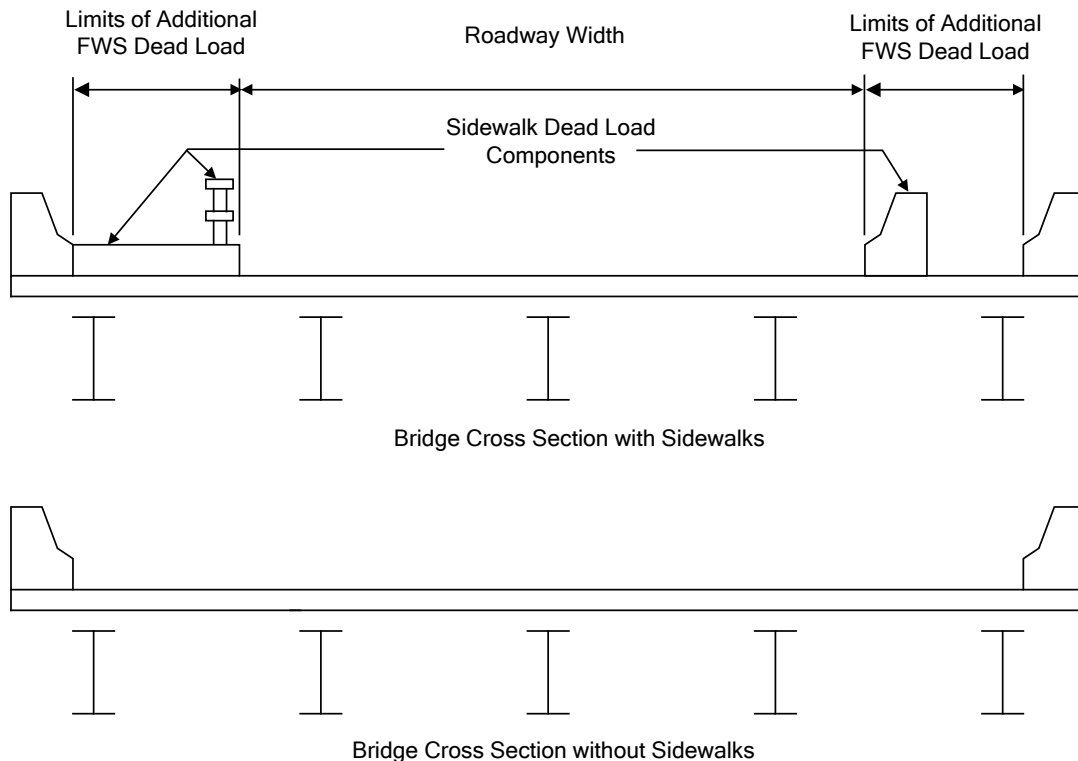 Limits of Additional
FWS Dead Load
Roadway Width
Limits of Additional
FWS Dead Load
Sidewalk Dead Load
Components
Bridge Cross Section with Sidewalks
Bridge Cross Section without Sidewalks